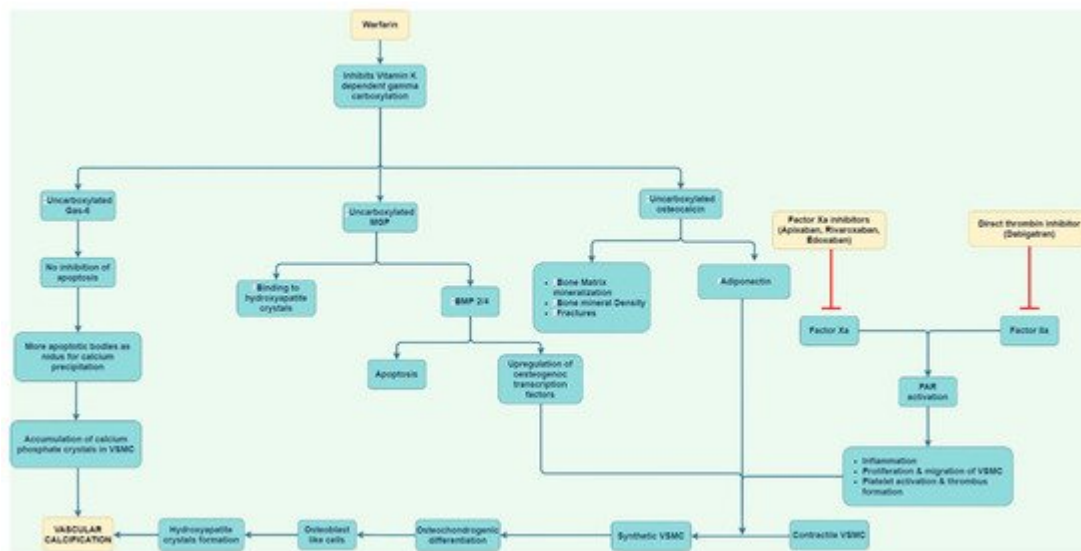 Warfarin
Inhibits Vitamin K
dependent gamma
carboxylation
Uncarboxylated
Gas-6
Uncarboxylated
MGP
Uncarboxylated
osteocalcin
Factor Xa inhibitors
(Apixaban, Rivaroxaban,
Edoxaban)
Direct thrombin inhibitor
(Dabigatran)
No inhibition of
apoptosis
Binding to
hydroxyapatite
crystals
BMP 2/4
Bone Matrix
mineralization
Bone mineral Density
Fractures
Adiponectin
Factor Xa
Factor IIa
More apoptotic bodies as
nidus for calcium
precipitation
Apoptosis
Upregulation of
oesteogenoc
transcription
factors
PAR
activation
Accumulation of calcium
phosphate crystals in VSMC
Inflammation
Proliferation & migration of VSMC
Platelet activation & thrombus
formation
VASCULAR
CALCIFICATION
Hydroxyapatite
crystals formation
Osteoblast
like cells
Osteochondrogenic
differentiation
Synthetic VSMC
Contractile VSMC